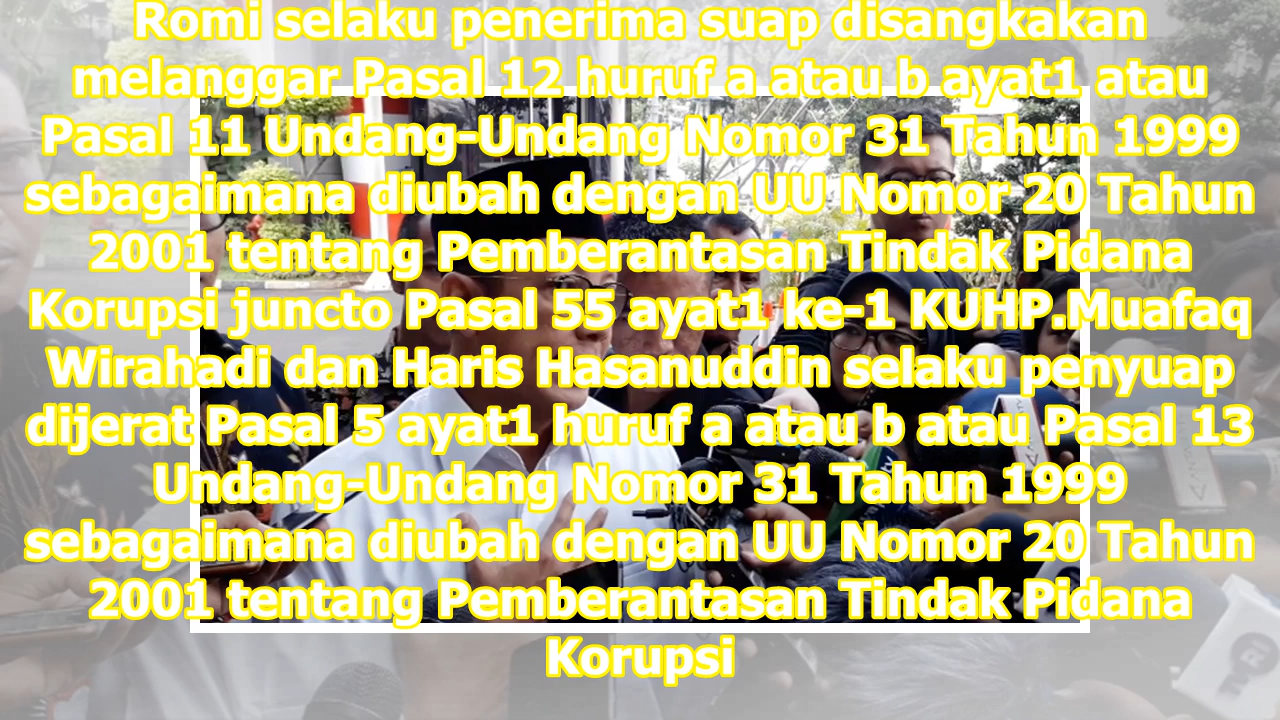 Romi selaku penerima suap disangkakan
melanggar Pasal 12 huruf a atau b ayat1 atau
Pasal 11 Undang-Undang Nomor 31 Tahun 1999
sebagaimana diubah dengan UU Nomor 20 Tahun
2001 tentang Pemberantasan Tindak Pidana
Korupsi juncto Pasal 55 ayat1 ke-1 KUHP.Muafaq
Wirahadi dan Haris Hasanuddin selaku penyuap
dijerat Pasal 5 ayat1 huruf a atau b atau Pasal 13
Undang-Undang Nomor 31 Tahun 1999
sebagaimana diubah dengan UU Nomor 20 Tahun
2001 tentang Pemberantasan Tindak Pidana
Korupsi